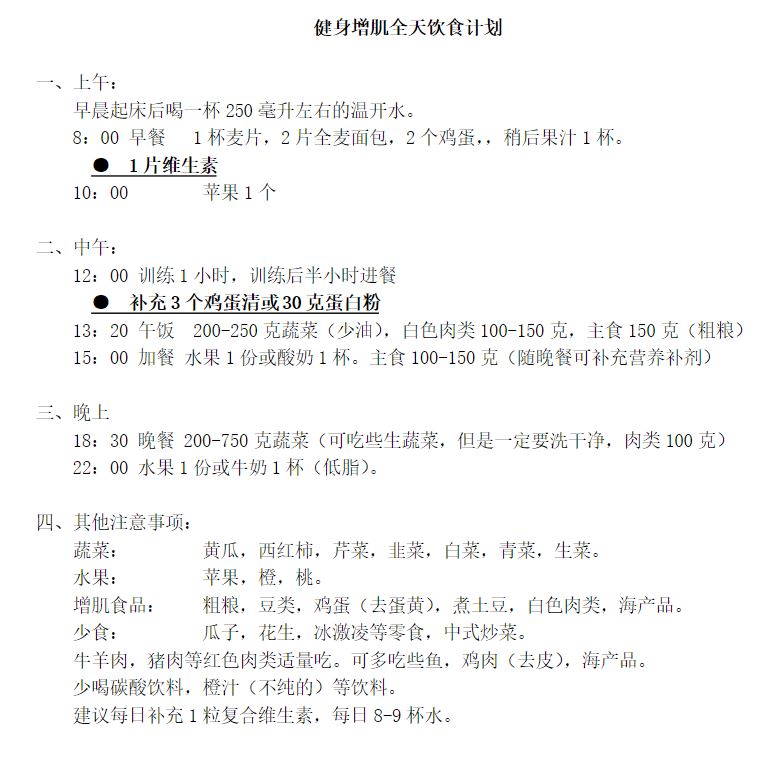 健身增肌全天饮食计划
一、上午：
早晨起床后喝一杯 250 毫升左右的温开水。
8：00 早餐 1 杯麦片，2 片全麦面包，2 个鸡蛋，，稍后果汁 1 杯。
● 1 片维生素
10：00 苹果 1 个
二、中午：
12：00 训练 1 小时，训练后半小时进餐
● 补充 3 个鸡蛋清或 30 克蛋白粉
13：20 午饭 200-250 克蔬菜（少油），白色肉类 100-150 克，主食 150 克（粗粮）
15：00 加餐 水果 1 份或酸奶 1 杯。主食 100-150 克（随晚餐可补充营养补剂）
三、晚上
18：30 晚餐 200-750 克蔬菜（可吃些生蔬菜，但是一定要洗干净，肉类 100 克）
22：00 水果 1 份或牛奶 1 杯（低脂）。
四、其他注意事项：
蔬菜： 黄瓜，西红柿，芹菜，韭菜，白菜，青菜，生菜。
水果： 苹果，橙，桃。
增肌食品： 粗粮，豆类，鸡蛋（去蛋黄），煮土豆，白色肉类，海产品。
少食： 瓜子，花生，冰激凌等零食，中式炒菜。
牛羊肉，猪肉等红色肉类适量吃。可多吃些鱼，鸡肉（去皮），海产品。
少喝碳酸饮料，橙汁（不纯的）等饮料。
建议每日补充 1 粒复合维生素，每日 8-9 杯水。